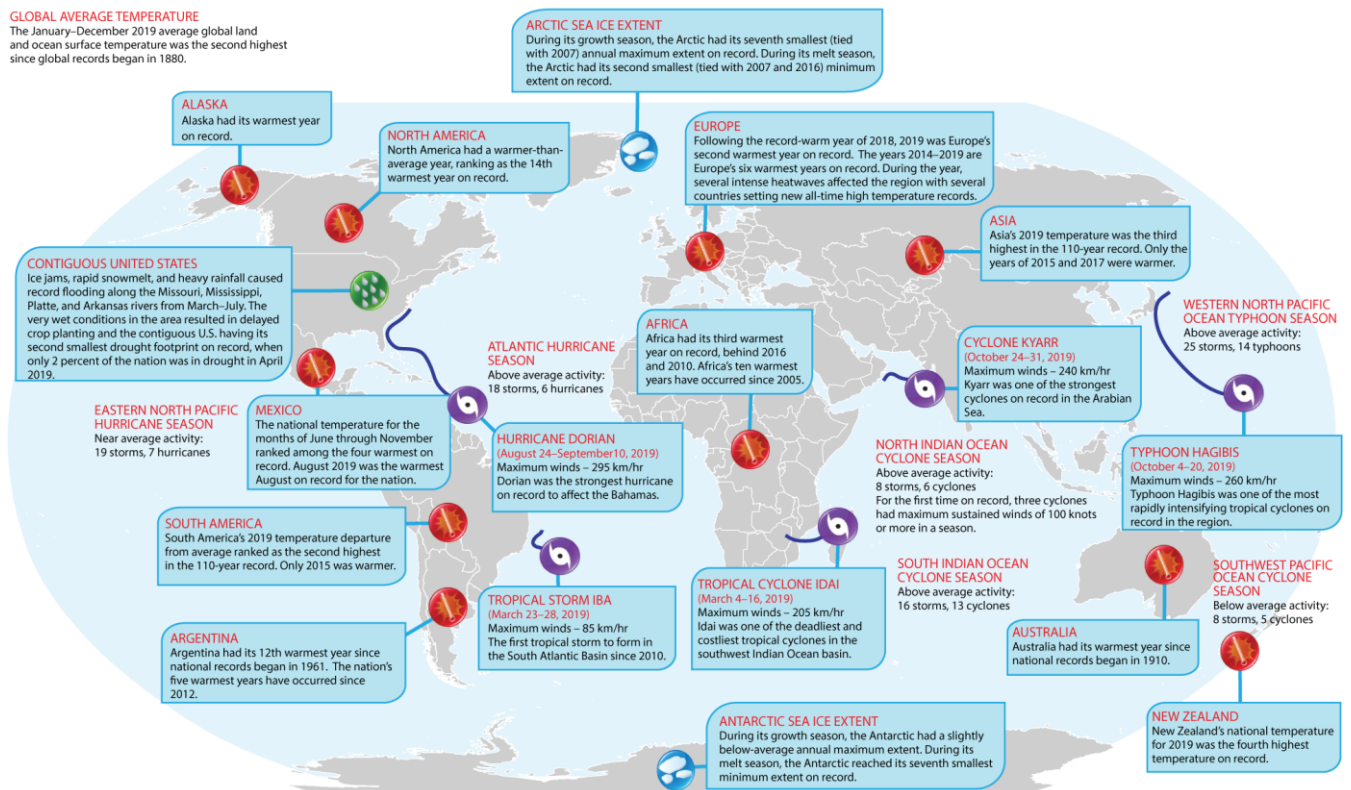 GLOBAL AVERAGE TEMPERATURE
The January–December 2019 average global land
and ocean surface temperature was the second highest
since global records began in 1880.
ARCTIC SEA ICE EXTENT
During its growth season, the Arctic had its seventh smallest (tied
with 2007) annual maximum extent on record. During its melt season,
the Arctic had its second smallest (tied with 2007 and 2016) minimum
extent on record.
ALASKA
Alaska had its warmest year
on record.
NORTH AMERICA
North America had a warmer-than-
average year, ranking as the 14th
warmest year on record.
EUROPE
Following the record-warm year of 2018, 2019 was Europe's
second warmest year on record. The years 2014–2019 are
Europe's six warmest years on record. During the year,
several intense heatwaves affected the region with several
countries setting new all-time high temperature records.
ASIA
Asia's 2019 temperature was the third
highest in the 110-year record. Only the
years of 2015 and 2017 were warmer.
CONTIGUOUS UNITED STATES
Ice jams, rapid snowmelt, and heavy rainfall caused
record flooding along the Missouri, Mississippi,
Platte, and Arkansas rivers from March–July. The
very wet conditions in the area resulted in delayed
crop planting and the contiguous U.S. having its
second smallest drought footprint on record, when
only 2 percent of the nation was in drought in April
2019.
ATLANTIC HURRICANE
SEASON
Above average activity:
18 storms, 6 hurricanes
AFRICA
Africa had its third warmest
year on record, behind 2016
and 2010. Africa's ten warmest
years have occurred since 2005.
CYCLONE KYARR
(October 24–31, 2019)
Maximum winds – 240 km/hr
Kyarr was one of the strongest
cyclones on record in the Arabian
Sea.
WESTERN NORTH PACIFIC
OCEAN TYPHOON SEASON
Above average activity:
25 storms, 14 typhoons
EASTERN NORTH PACIFIC
HURRICANE SEASON
Near average activity:
19 storms, 7 hurricanes
MEXICO
The national temperature for the
months of June through November
ranked among the four warmest on
record. August 2019 was the warmest
August on record for the nation.
HURRICANE DORIAN
(August 24–September10, 2019)
Maximum winds – 295 km/hr
Dorian was the strongest hurricane
on record to affect the Bahamas.
NORTH INDIAN OCEAN
CYCLONE SEASON
Above average activity:
8 storms, 6 cyclones
For the first time on record, three cyclones
had maximum sustained winds of 100 knots
or more in a season.
TYPHOON HAGIBIS
(October 4–20, 2019)
Maximum winds – 260 km/hr
Typhoon Hagibis was one of the most
rapidly intensifying tropical cyclones on
record in the region.
SOUTH AMERICA
South America's 2019 temperature departure
from average ranked as the second highest
in the 110-year record. Only 2015 was warmer.
TROPICAL STORM IBA
(March 23–28, 2019)
Maximum winds – 85 km/hr
The first tropical storm to form in
the South Atlantic Basin since 2010.
TROPICAL CYCLONE IDAI
(March 4–16, 2019)
Maximum winds – 205 km/hr
Idai was one of the deadliest and
costliest tropical cyclones in the
southwest Indian Ocean basin.
SOUTH INDIAN OCEAN
CYCLONE SEASON
Above average activity:
16 storms, 13 cyclones
SOUTHWEST PACIFIC
OCEAN CYCLONE
SEASON
Below average activity:
8 storms, 5 cyclones
ARGENTINA
Argentina had its 12th warmest year since
national records began in 1961. The nation's
five warmest years have occurred since
2012.
AUSTRALIA
Australia had its warmest year since
national records began in 1910.
ANTARCTIC SEA ICE EXTENT
During its growth season, the Antarctic had a slightly
below-average annual maximum extent. During its
melt season, the Antarctic reached its seventh smallest
minimum extent on record.
NEW ZEALAND
New Zealand's national temperature
for 2019 was the fourth highest
temperature on record.